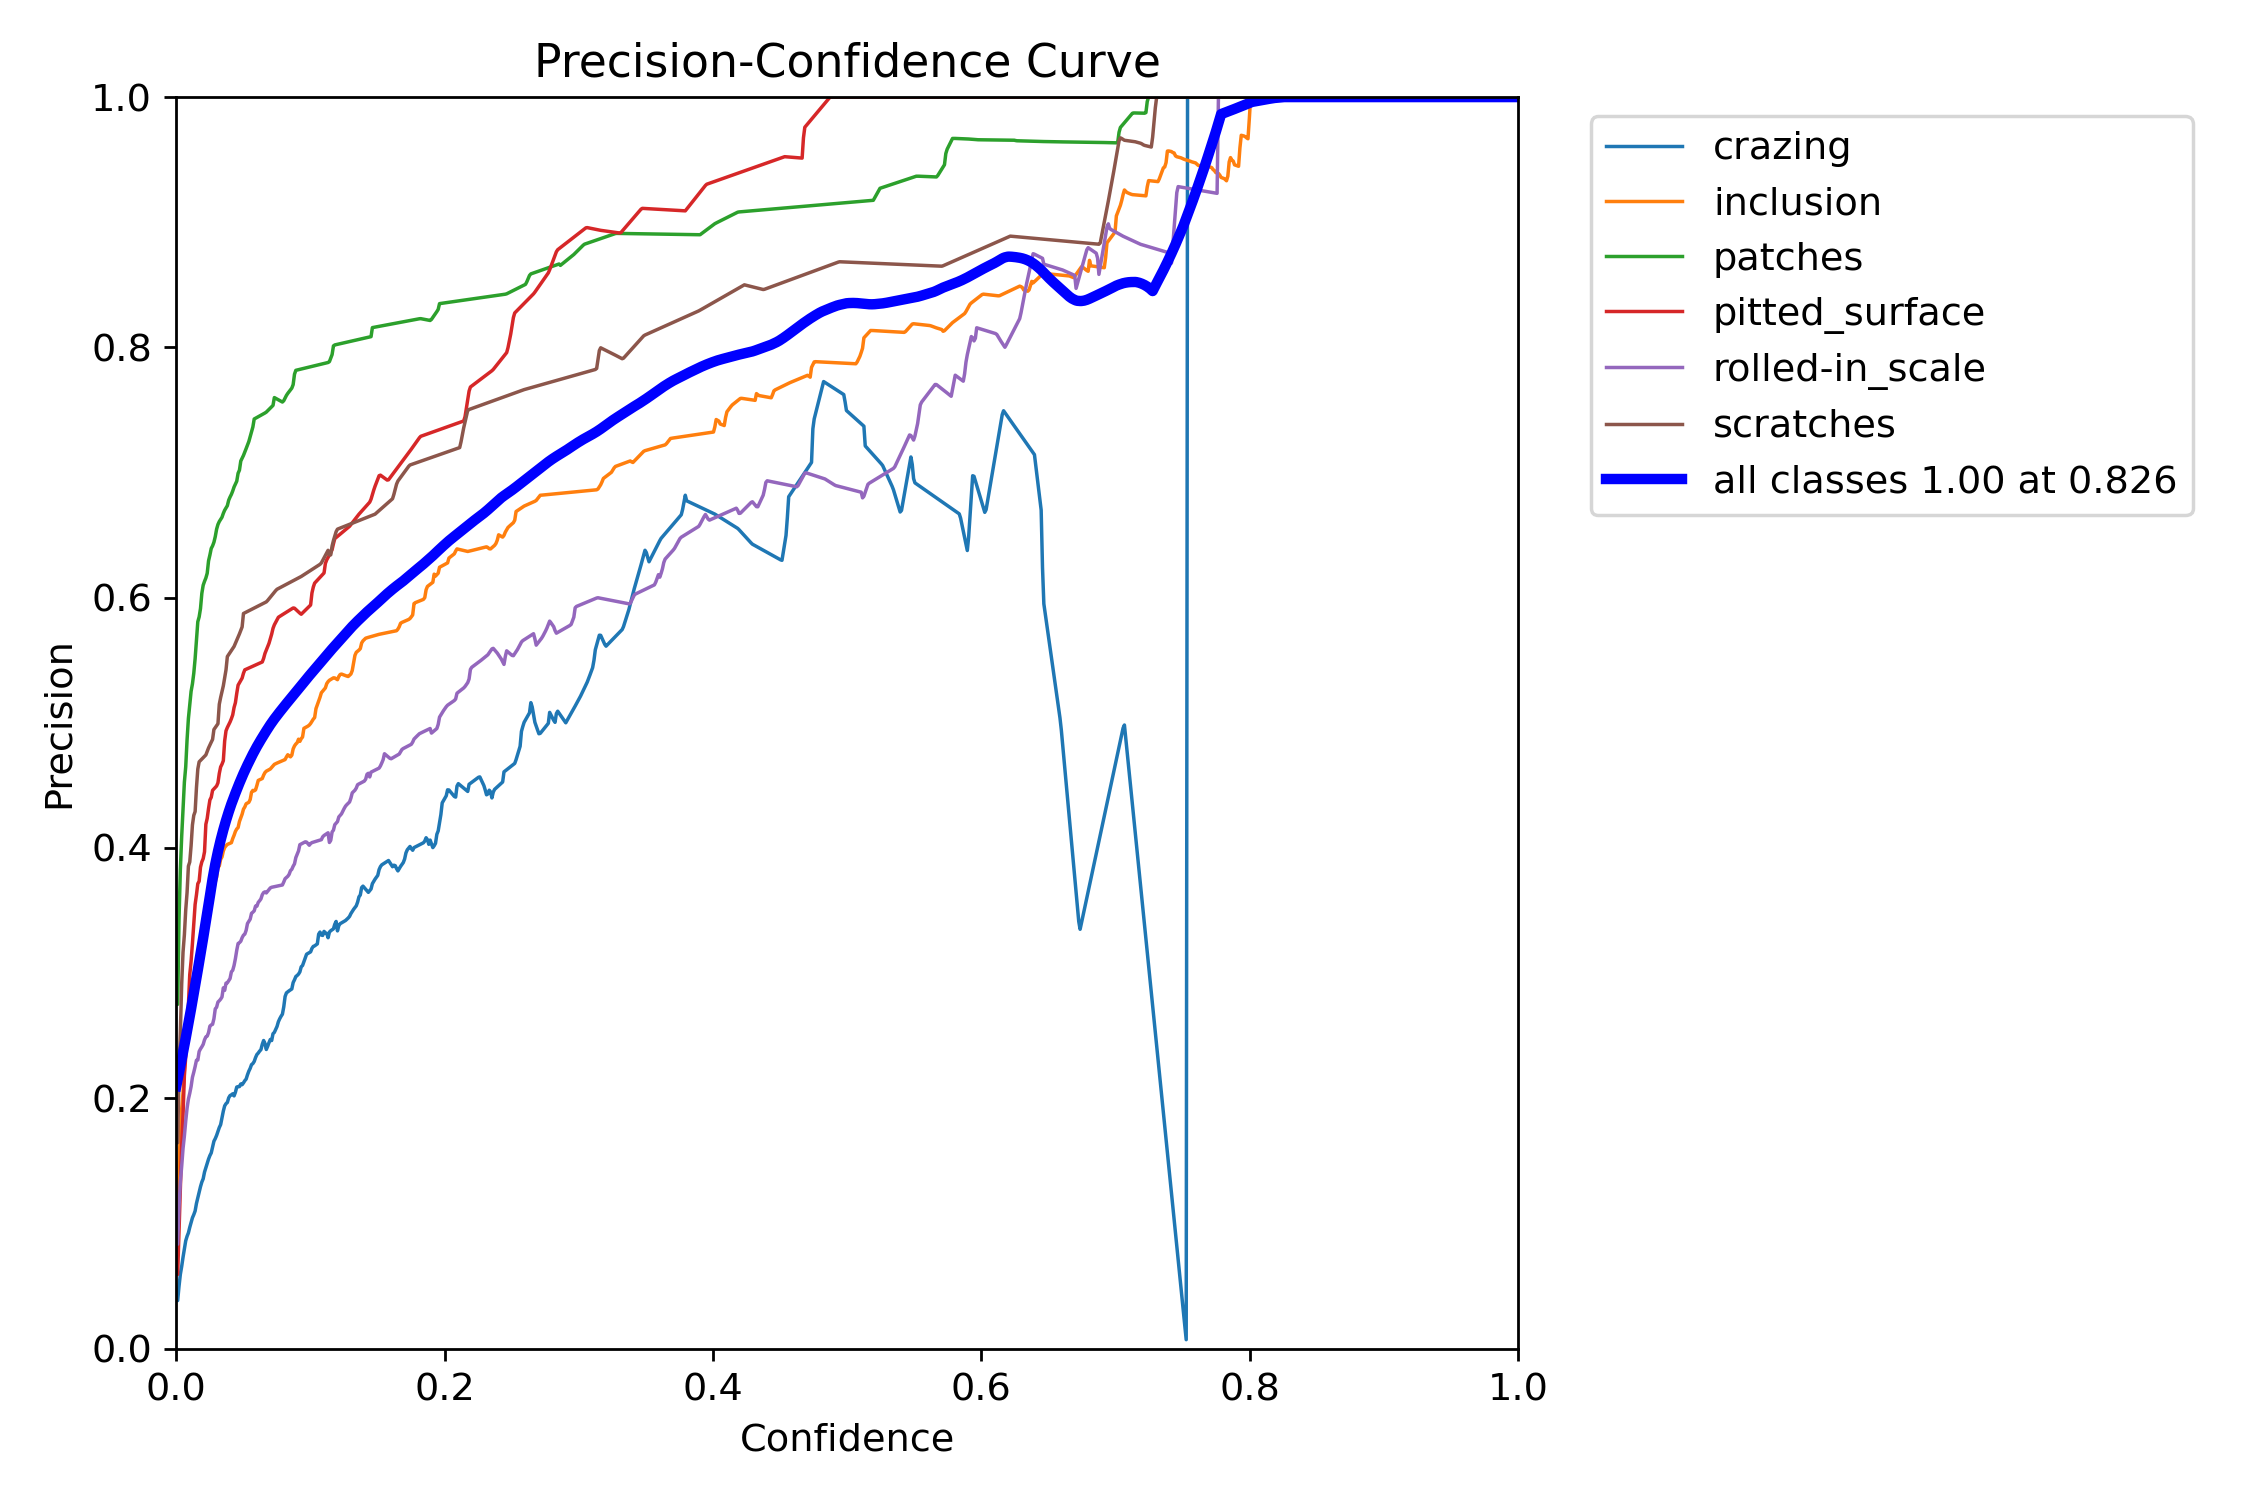 Precision-Confidence Curve
1.0
0.8
0.6
0.4
0.2
0.0
Precision
0.0 0.2 0.4 0.6 0.8 1.0
Confidence
crazing
inclusion
patches
pitted_surface
rolled-in_scale
scratches
all classes 1.00 at 0.826